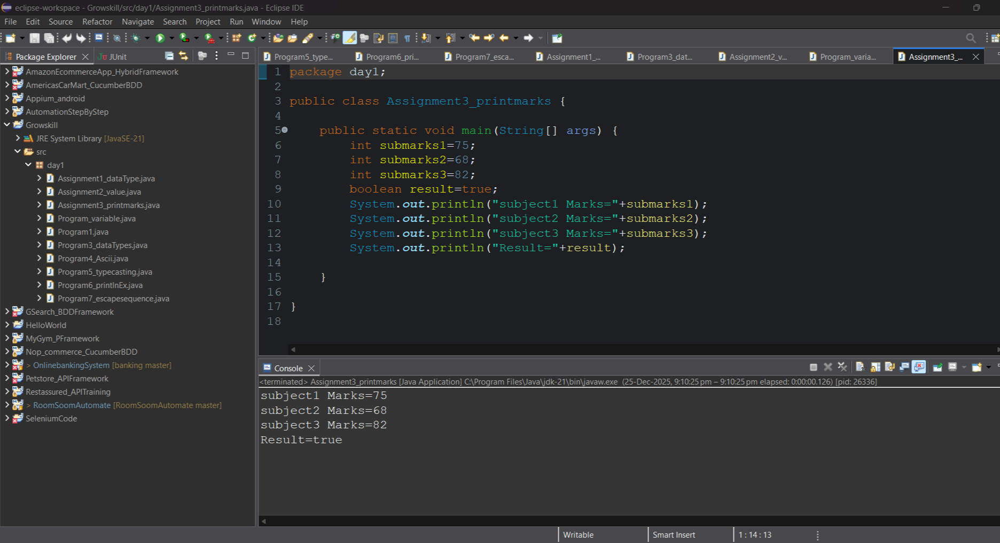 eclipse-workspace - Growskill/src/day1/Assignment3_printmarks.java - Eclipse IDE
File Edit Source Refactor Navigate Search Project Run Window Help
Package Explorer
JUnit
AmazonEcommerceApp_HybridFramework
AmericasCarMart_CucumberBDD
Appium_android
AutomationStepByStep
Growskill
JRE System Library [JavaSE-21]
src
day1
Assignment1_dataType.java
Assignment2_value.java
Assignment3_printmarks.java
Program_variable.java
Program1.java
Program3_dataTypes.java
Program4_Ascii.java
Program5_typecasting.java
Program6_printlnEx.java
Program7_escapesequence.java
GSearch_BDDFramework
HelloWorld
MyGym_PFramework
Nop_commerce_CucumberBDD
> OnlinebankingSystem [banking master]
Petstore_APIFramework
Restassured_APITraining
> RoomSoomAutomate [RoomSoomAutomate master]
SeleniumCode
Program5_type... Program6_pri... Program7_esca... Assignment1_... Program3_dat... Assignment2_v... Program_varia... Assignment3_...
1 package day1;
2
3 public class Assignment3_printmarks {
4
5 public static void main(String[] args) {
6 int submarks1=75;
7 int submarks2=68;
8 int submarks3=82;
9 boolean result=true;
10 System.out.println("subject1 Marks="+submarks1);
11 System.out.println("subject2 Marks="+submarks2);
12 System.out.println("subject3 Marks="+submarks3);
13 System.out.println("Result="+result);
14
15 }
16
17 }
18
Console
<terminated> Assignment3_printmarks [Java Application] C:\Program Files\Java\jdk-21\bin\javaw.exe (25-Dec-2025, 9:10:25 pm – 9:10:25 pm elapsed: 0:00:00.126) [pid: 26336]
subject1 Marks=75
subject2 Marks=68
subject3 Marks=82
Result=true
Writable
Smart Insert
1 : 14 : 13